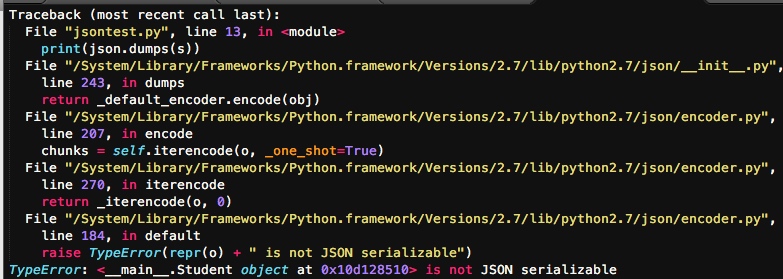 Traceback (most recent call last):
File "jsontest.py", line 13, in <module>
print(json.dumps(s))
File "/System/Library/Frameworks/Python.framework/Versions/2.7/lib/python2.7/json/__init__.py",
line 243, in dumps
return _default_encoder.encode(obj)
File "/System/Library/Frameworks/Python.framework/Versions/2.7/lib/python2.7/json/encoder.py",
line 207, in encode
chunks = self.iterencode(o, _one_shot=True)
File "/System/Library/Frameworks/Python.framework/Versions/2.7/lib/python2.7/json/encoder.py",
line 270, in iterencode
return _iterencode(o, 0)
File "/System/Library/Frameworks/Python.framework/Versions/2.7/lib/python2.7/json/encoder.py",
line 184, in default
raise TypeError(repr(o) + " is not JSON serializable")
TypeError: <__main__.Student object at 0x10d128510> is not JSON serializable